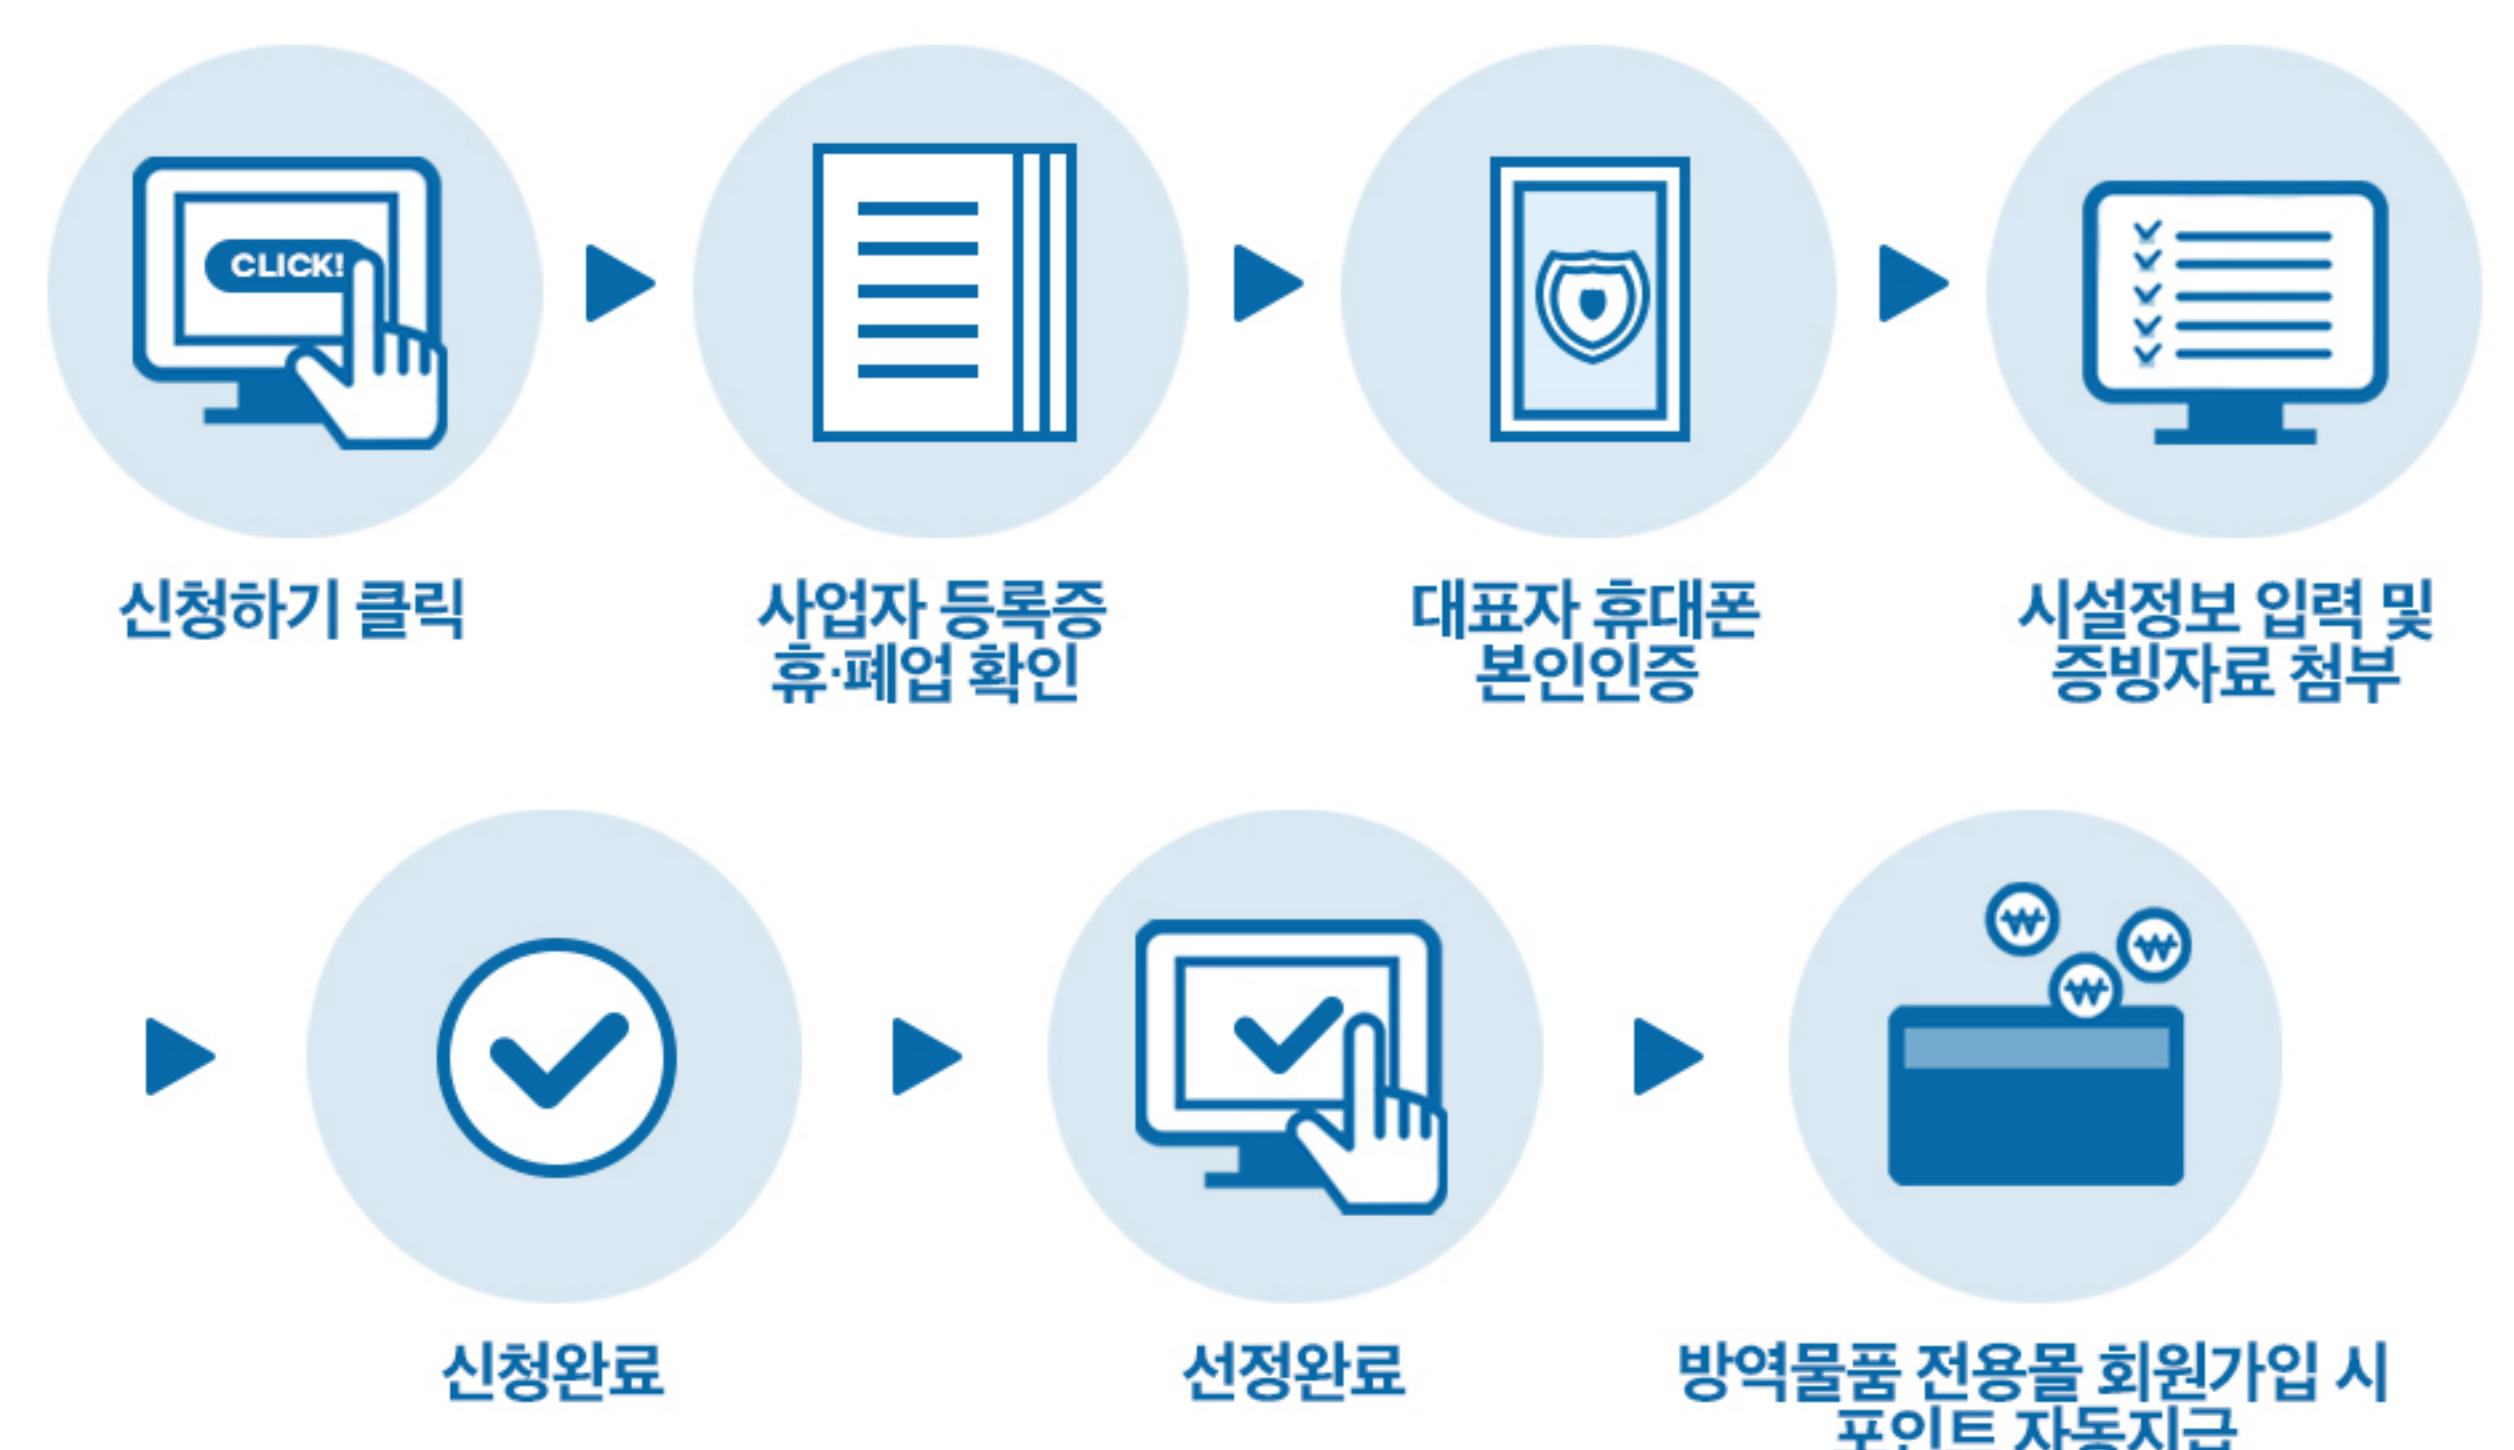 CLICK!
신청하기 클릭
사업자 등록증
휴·폐업 확인
대표자 휴대폰
본인인증
시설정보 입력 및
증빙자료 첨부
신청완료
선정완료
방역물품 전용몰 회원가입 시
포인트 자동지급